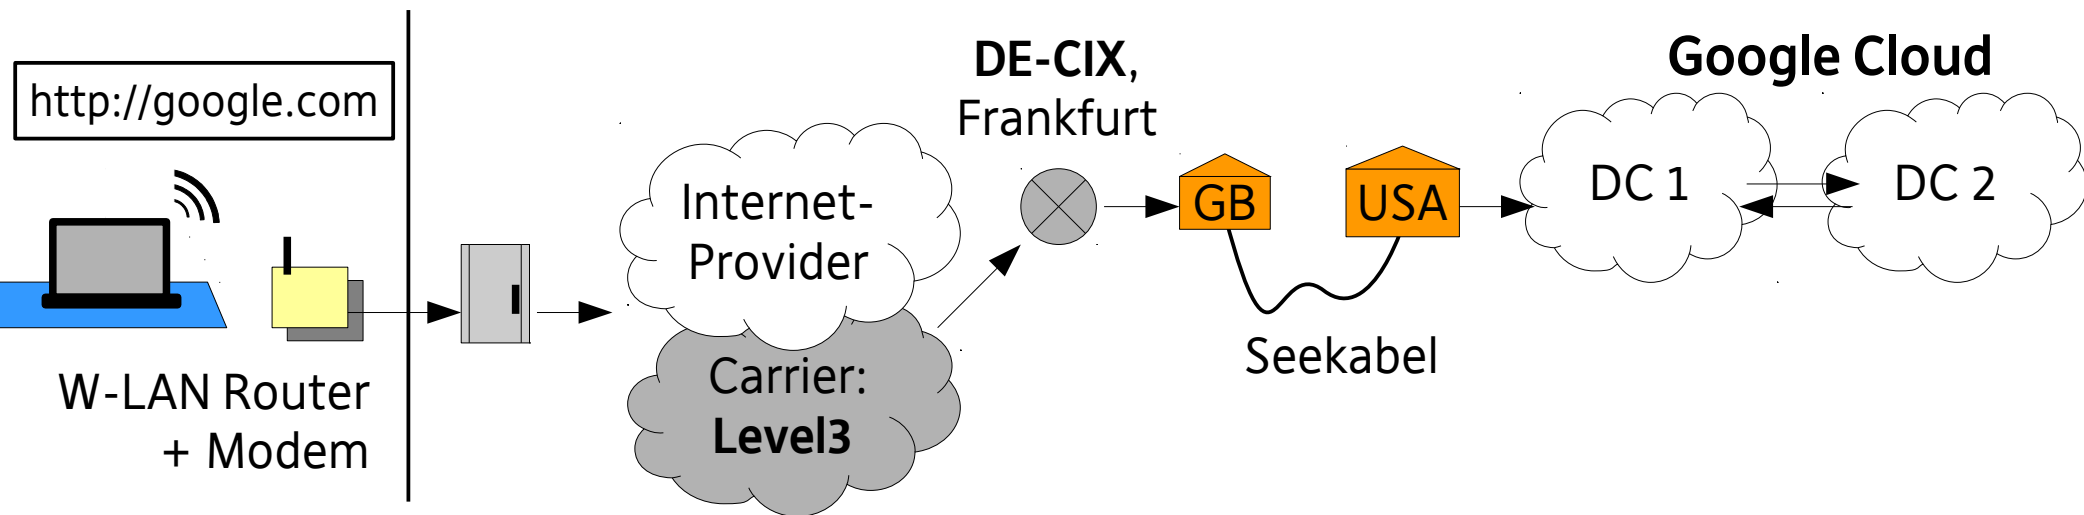 http://google.com
W-LAN Router
+ Modem
Internet-
Provider
Carrier:
Level3
DE-CIX,
Frankfurt
GB
USA
Seekabel
Google Cloud
DC 1
DC 2